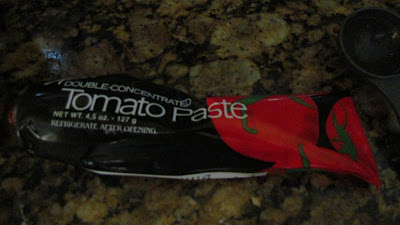 DOUBLE-CONCENTRATED
Tomato Paste
NET WT. 4.5 oz. • 127 g
REFRIGERATE AFTER OPENING.